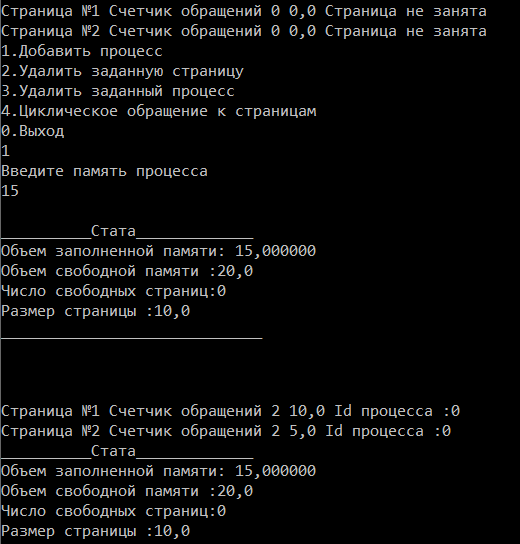 Страница №1 Счетчик обращений 0 0,0 Страница не занята
Страница №2 Счетчик обращений 0 0,0 Страница не занята
1.Добавить процесс
2.Удалить заданную страницу
3.Удалить заданный процесс
4.Циклическое обращение к страницам
0.Выход
1
Введите память процесса
15
__________Стата_____________
Объем заполненной памяти: 15,000000
Объем свободной памяти :20,0
Число свободных страниц:0
Размер страницы :10,0
_____________________________
Страница №1 Счетчик обращений 2 10,0 Id процесса :0
Страница №2 Счетчик обращений 2 5,0 Id процесса :0
__________Стата_____________
Объем заполненной памяти: 15,000000
Объем свободной памяти :20,0
Число свободных страниц:0
Размер страницы :10,0